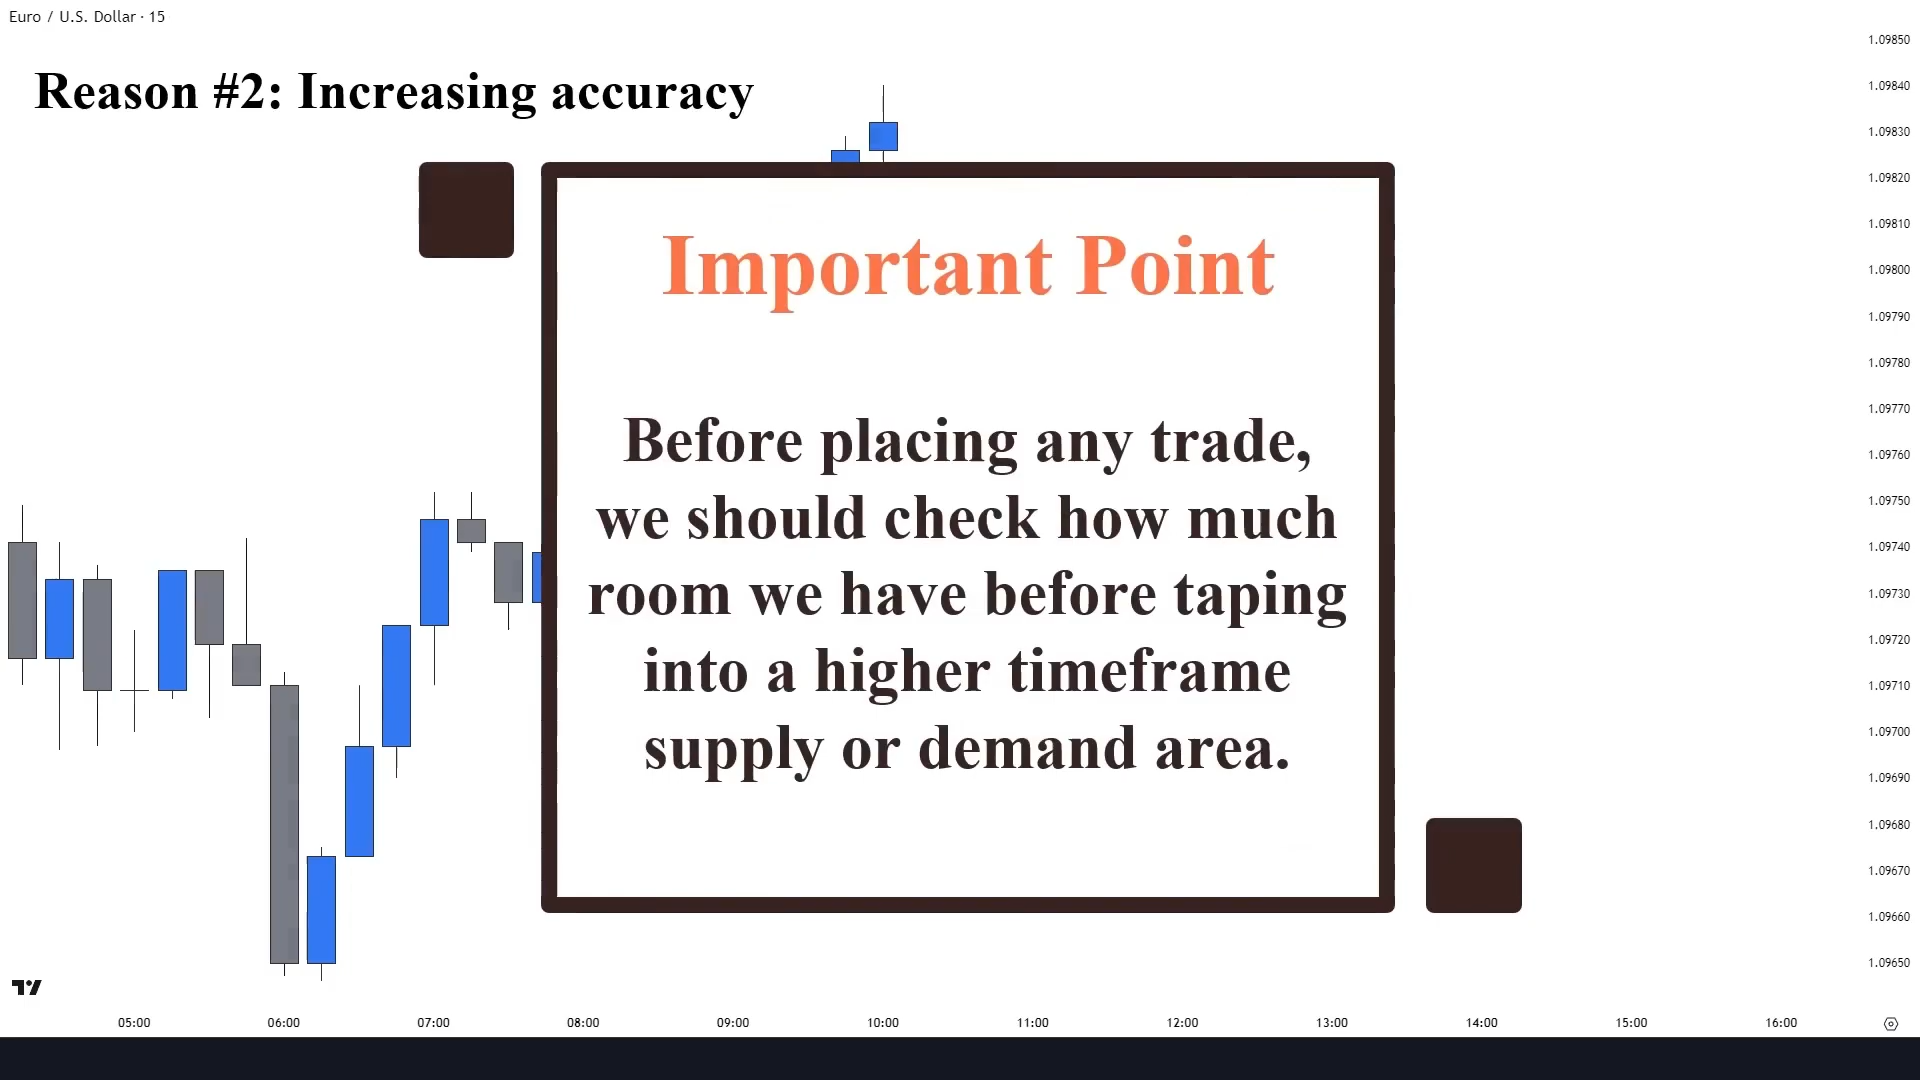 Euro / U.S. Dollar · 15
Reason #2: Increasing accuracy
Important Point
Before placing any trade,
we should check how much
room we have before taping
into a higher timeframe
supply or demand area.
1.09850
1.09840
1.09830
1.09820
1.09810
1.09800
1.09790
1.09780
1.09770
1.09760
1.09750
1.09740
1.09730
1.09720
1.09710
1.09700
1.09690
1.09680
1.09670
1.09660
1.09650
05:00 06:00 07:00 08:00 09:00 10:00 11:00 12:00 13:00 14:00 15:00 16:00